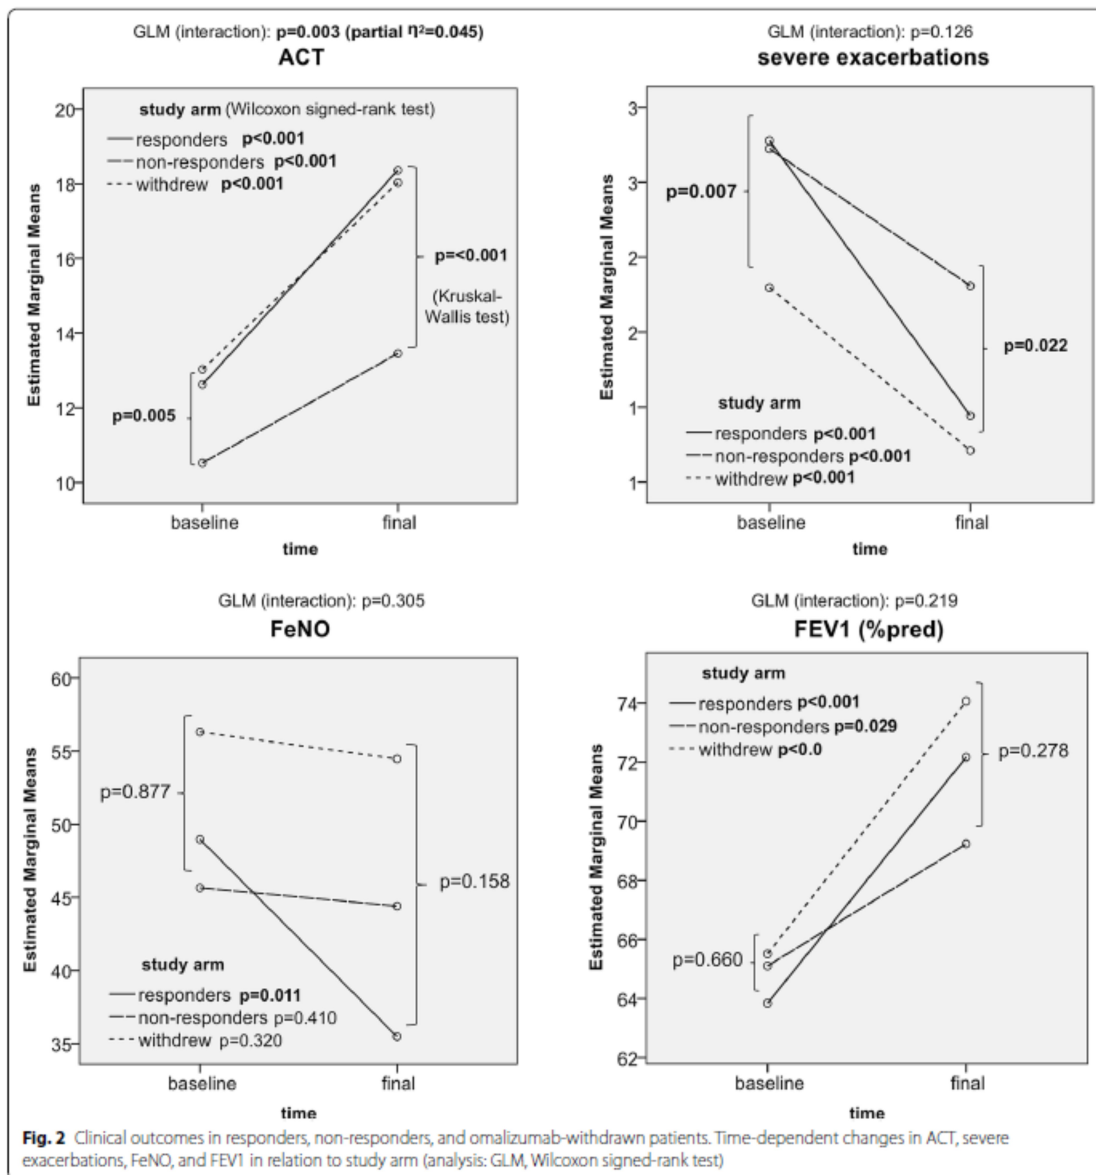 GLM (interaction): p=0.003 (partial η²=0.045)
ACT
study arm (Wilcoxon signed-rank test)
responders p<0.001
non-responders p<0.001
withdrew p<0.001
Estimated Marginal Means
20
18
16
14
12
10
p=0.005
p=<0.001
(Kruskal-
Wallis test)
baseline
final
time
GLM (interaction): p=0.126
severe exacerbations
Estimated Marginal Means
3
3
2
2
1
1
p=0.007
p=0.022
study arm
responders p<0.001
non-responders p<0.001
withdrew p<0.001
baseline
final
time
GLM (interaction): p=0.305
FeNO
Estimated Marginal Means
60
55
50
45
40
35
p=0.877
p=0.158
study arm
responders p=0.011
non-responders p=0.410
withdrew p=0.320
baseline
final
time
GLM (interaction): p=0.219
FEV1 (%pred)
study arm
responders p<0.001
non-responders p=0.029
withdrew p<0.0
Estimated Marginal Means
74
72
70
68
66
64
62
p=0.278
p=0.660
baseline
final
time
Fig. 2 Clinical outcomes in responders, non-responders, and omalizumab-withdrawn patients. Time-dependent changes in ACT, severe
exacerbations, FeNO, and FEV1 in relation to study arm (analysis: GLM, Wilcoxon signed-rank test)